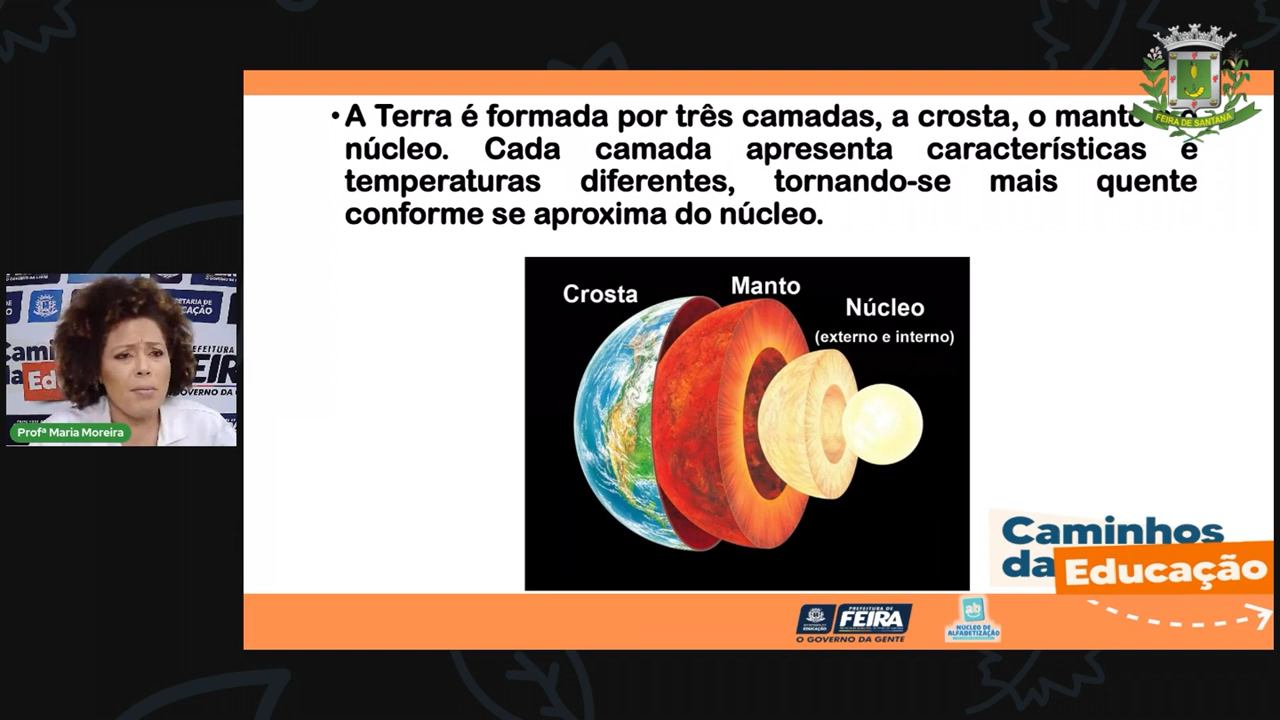 • A Terra é formada por três camadas, a crosta, o manto
núcleo. Cada camada apresenta características e
temperaturas diferentes, tornando-se mais quente
conforme se aproxima do núcleo.
FEIRA DE SANTANA
Crosta
Manto
Núcleo
(externo e interno)
Profª Maria Moreira
Caminhos
da Educação
PREFEITURA DE
FEIRA
O GOVERNO DA GENTE
NÚCLEO DE
ALFABETIZAÇÃO